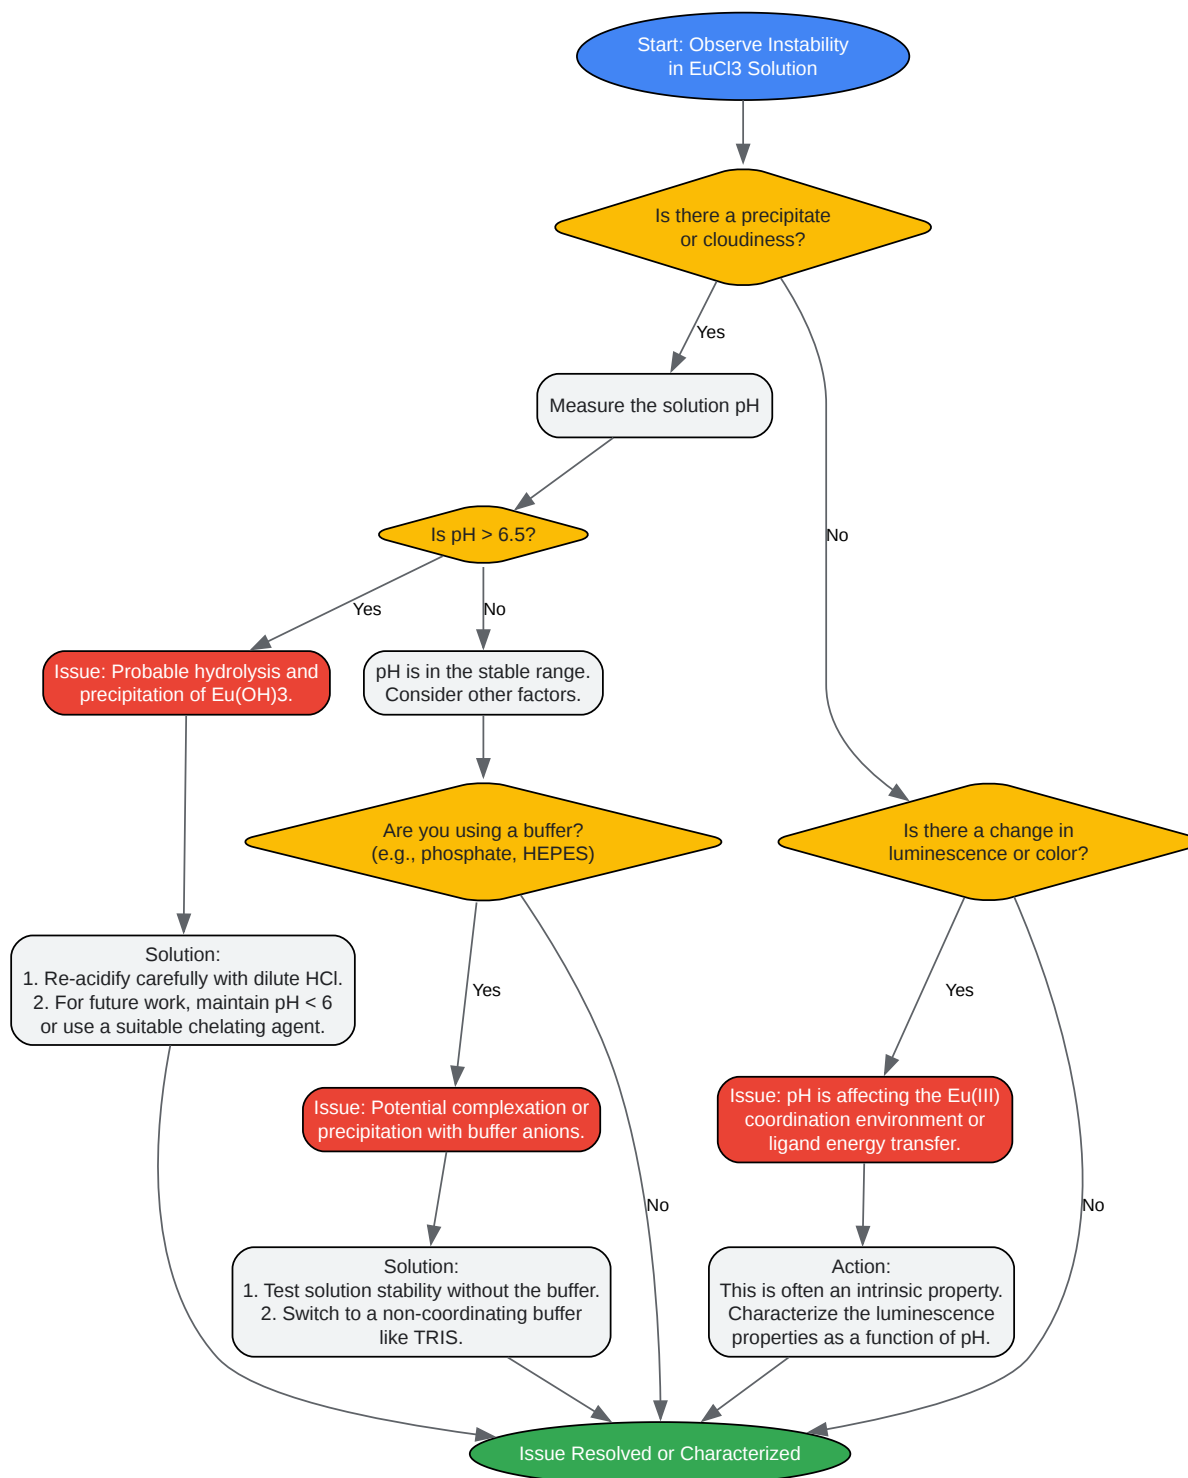 Start: Observe Instability
in EuCl3 Solution
Is there a precipitate
or cloudiness?
Yes
Measure the solution pH
No
Is pH > 6.5?
Yes
No
Issue: Probable hydrolysis and
precipitation of Eu(OH)3.
pH is in the stable range.
Consider other factors.
Are you using a buffer?
(e.g., phosphate, HEPES)
Is there a change in
luminescence or color?
Solution:
1. Re-acidify carefully with dilute HCl.
2. For future work, maintain pH < 6
or use a suitable chelating agent.
Yes
Yes
Issue: Potential complexation or
precipitation with buffer anions.
Issue: pH is affecting the Eu(III)
coordination environment or
ligand energy transfer.
No
No
Solution:
1. Test solution stability without the buffer.
2. Switch to a non-coordinating buffer
like TRIS.
Action:
This is often an intrinsic property.
Characterize the luminescence
properties as a function of pH.
Issue Resolved or Characterized